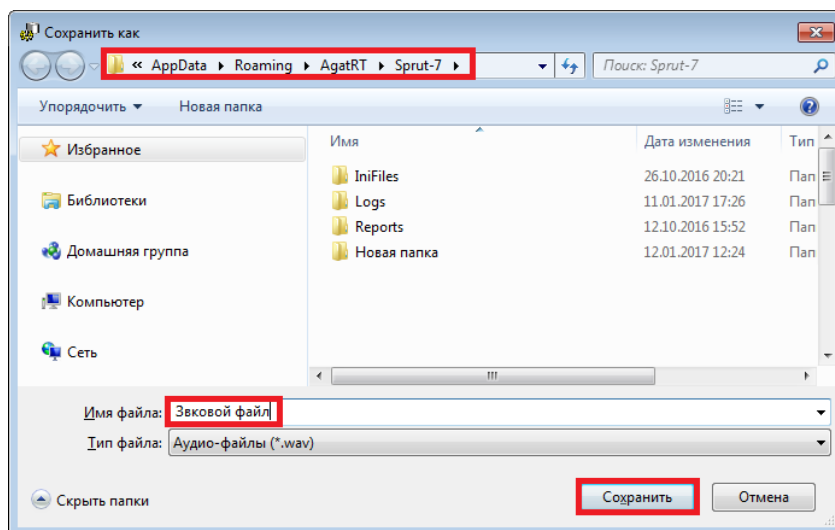 Сохранить как
« AppData Roaming AgatRT Sprut-7 Поиск: Sprut-7
Упорядочить Новая папка
Избранное
Библиотеки
Домашняя группа
Компьютер
Сеть
Имя Дата изменения Тип
IniFiles 26.10.2016 20:21 Пап
Logs 11.01.2017 17:26 Пап
Reports 12.10.2016 15:52 Пап
Новая папка 12.01.2017 12:24 Пап
Имя файла: Звковой файл
Тип файла: Аудио-файлы (*.wav)
Скрыть папки Сохранить Отмена